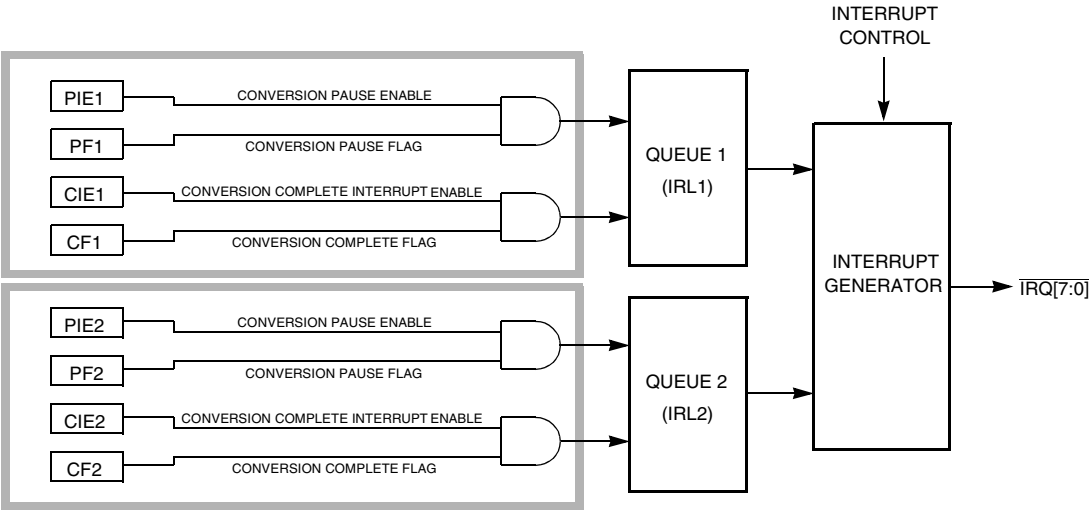 INTERRUPT
CONTROL
PIE1
CONVERSION PAUSE ENABLE
PF1
CONVERSION PAUSE FLAG
CIE1
CONVERSION COMPLETE INTERRUPT ENABLE
CF1
CONVERSION COMPLETE FLAG
QUEUE 1
(IRL1)
PIE2
CONVERSION PAUSE ENABLE
PF2
CONVERSION PAUSE FLAG
CIE2
CONVERSION COMPLETE INTERRUPT ENABLE
CF2
CONVERSION COMPLETE FLAG
QUEUE 2
(IRL2)
INTERRUPT
GENERATOR
IRQ[7:0]